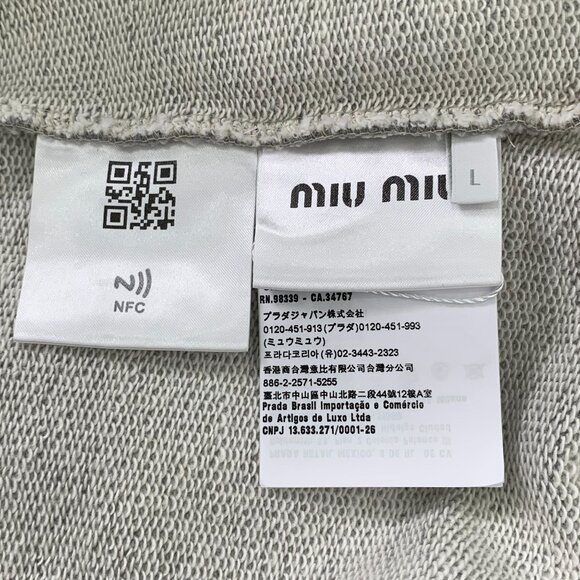 NFC
miu miu
L
RN.98339 - CA.34767
プラダジャパン株式会社
0120-451-913 (プラダ)0120-451-993
(ミュウミュウ)
프라다코리아(유)02-3443-2323
香港商台灣意比有限公司台灣分公司
886-2-2571-5255
臺北市中山區中山北路二段44號12樓A室
Prada Brasil Importação e Comércio
de Artigos de Luxo Ltda
CNPJ 13.633.271/0001-26